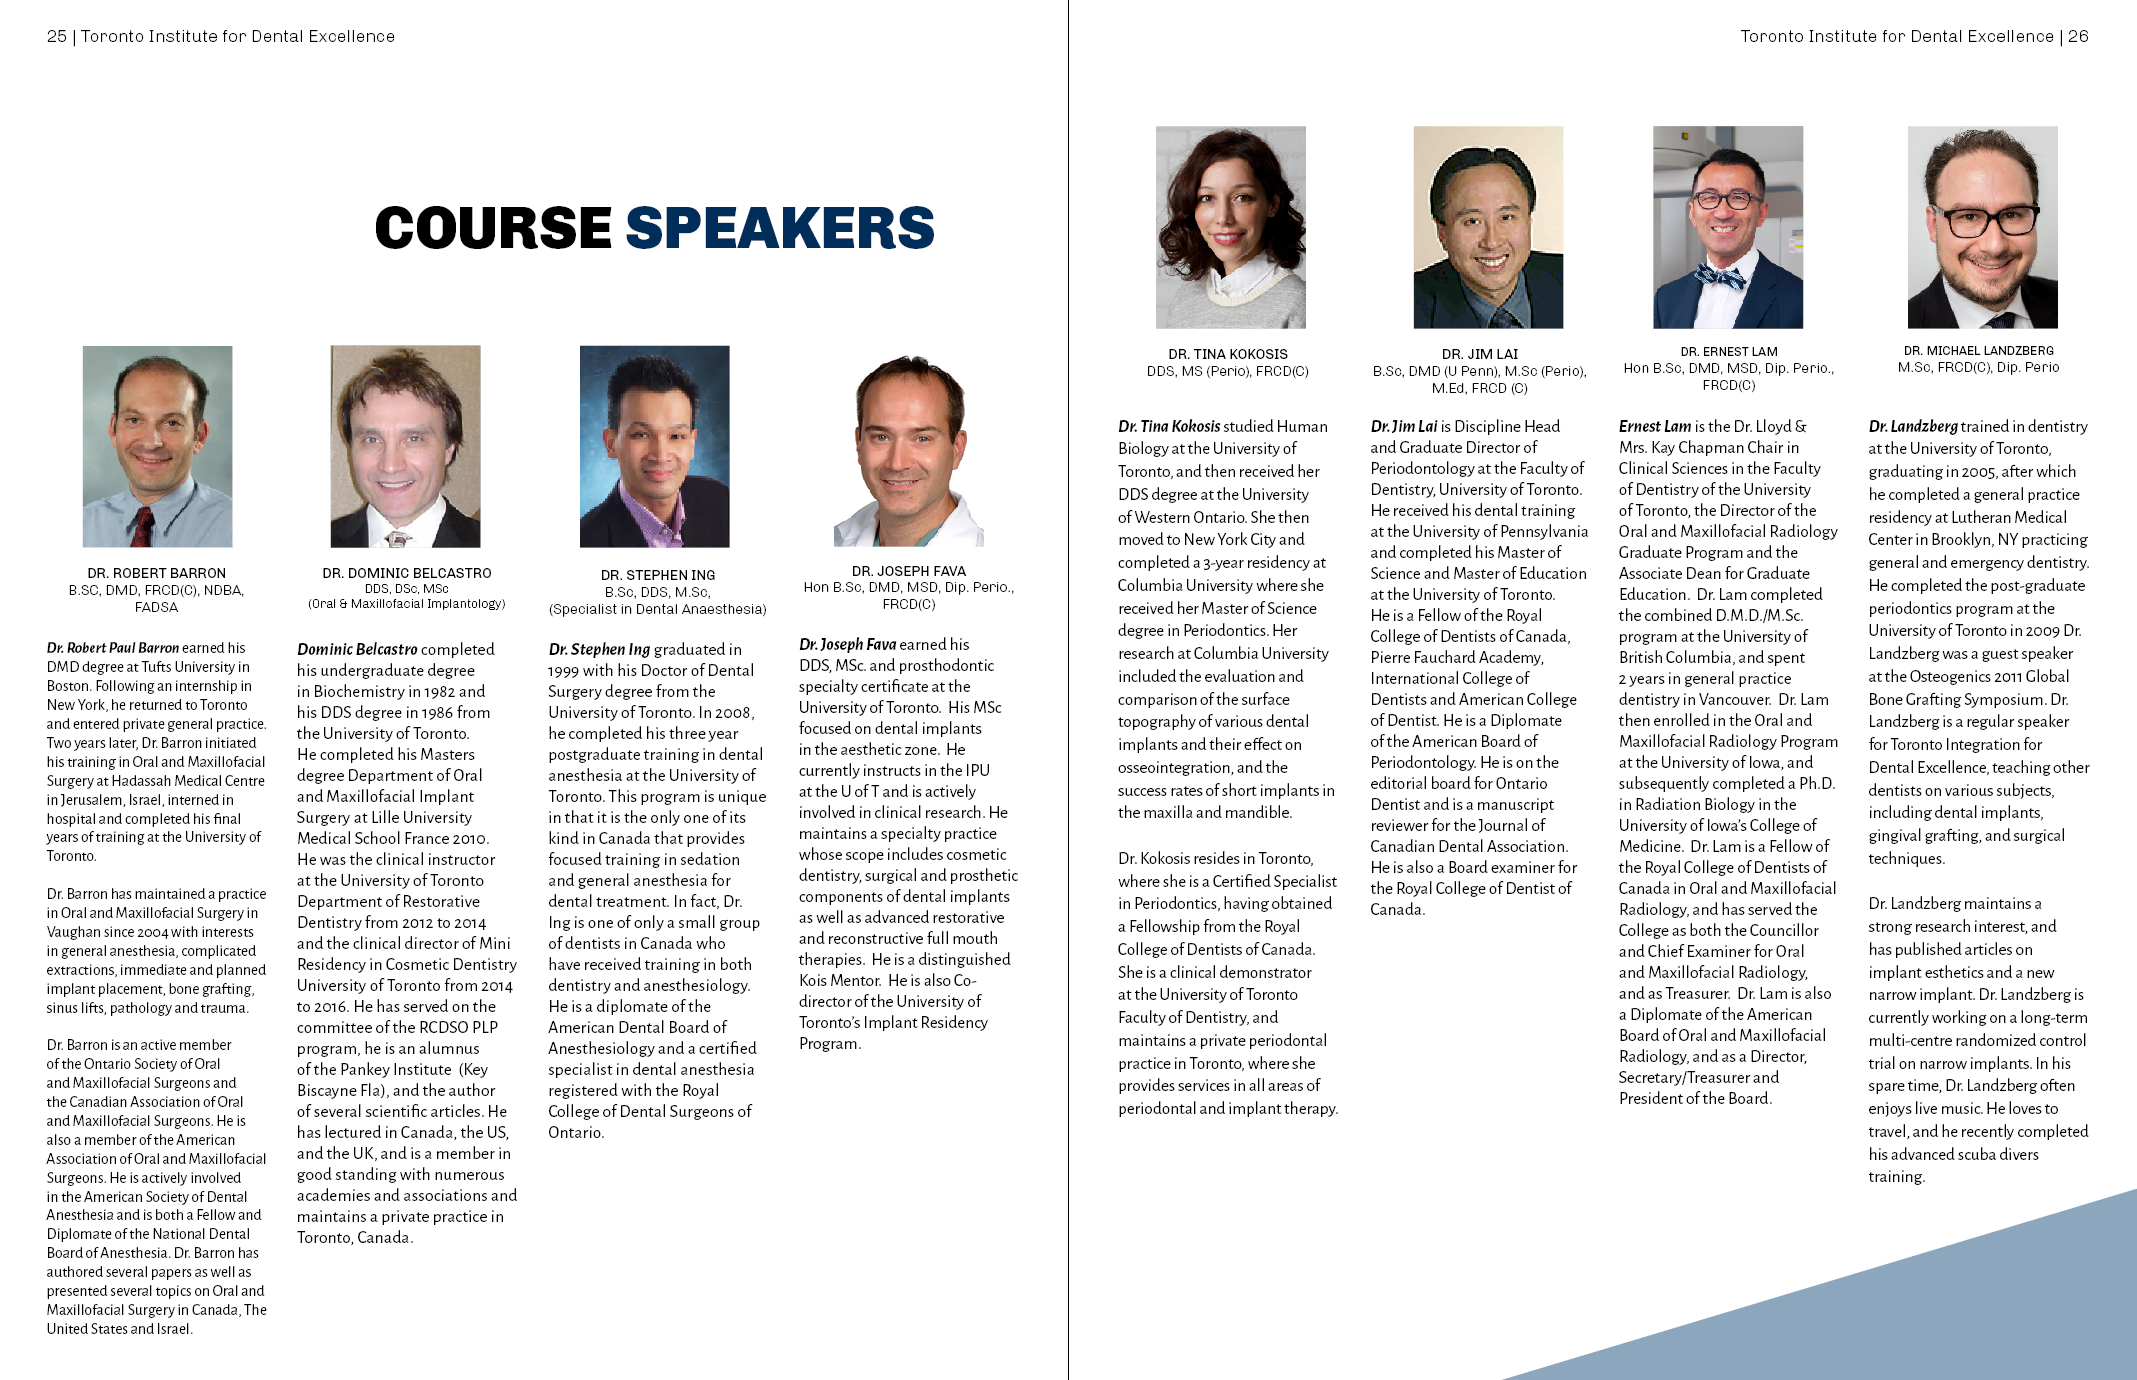 25 | Toronto Institute for Dental Excellence
COURSE SPEAKERS
DR. ROBERT BARRON
B.SC, DMD, FRCD(C), NDBA,
FADSA
Dr. Robert Paul Barron earned his
DMD degree at Tufts University in
Boston. Following an internship in
New York, he returned to Toronto
and entered private general practice.
Two years later, Dr. Barron initiated
his training in Oral and Maxillofacial
Surgery at Hadassah Medical Centre
in Jerusalem, Israel, interned in
hospital and completed his final
years of training at the University of
Toronto.
Dr. Barron has maintained a practice
in Oral and Maxillofacial Surgery in
Vaughan since 2004 with interests
in general anesthesia, complicated
extractions, immediate and planned
implant placement, bone grafting,
sinus lifts, pathology and trauma.
Dr. Barron is an active member
of the Ontario Society of Oral
and Maxillofacial Surgeons and
the Canadian Association of Oral
and Maxillofacial Surgeons. He is
also a member of the American
Association of Oral and Maxillofacial
Surgeons. He is actively involved
in the American Society of Dental
Anesthesia and is both a Fellow and
Diplomate of the National Dental
Board of Anesthesia. Dr. Barron has
authored several papers as well as
presented several topics on Oral and
Maxillofacial Surgery in Canada, The
United States and Israel.
DR. DOMINIC BELCASTRO
DDS, DSc, MSc
(Oral & Maxillofacial Implantology)
Dominic Belcastro completed
his undergraduate degree
in Biochemistry in 1982 and
his DDS degree in 1986 from
the University of Toronto.
He completed his Masters
degree Department of Oral
and Maxillofacial Implant
Surgery at Lille University
Medical School France 2010.
He was the clinical instructor
at the University of Toronto
Department of Restorative
Dentistry from 2012 to 2014
and the clinical director of Mini
Residency in Cosmetic Dentistry
University of Toronto from 2014
to 2016. He has served on the
committee of the RCDSO PLP
program, he is an alumnus
of the Pankey Institute (Key
Biscayne Fla), and the author
of several scientific articles. He
has lectured in Canada, the US,
and the UK, and is a member in
good standing with numerous
academies and associations and
maintains a private practice in
Toronto, Canada.
DR. STEPHEN ING
B.Sc, DDS, M.Sc,
(Specialist in Dental Anaesthesia)
Dr. Stephen Ing graduated in
1999 with his Doctor of Dental
Surgery degree from the
University of Toronto. In 2008,
he completed his three year
postgraduate training in dental
anesthesia at the University of
Toronto. This program is unique
in that it is the only one of its
kind in Canada that provides
focused training in sedation
and general anesthesia for
dental treatment. In fact, Dr.
Ing is one of only a small group
of dentists in Canada who
have received training in both
dentistry and anesthesiology.
He is a diplomate of the
American Dental Board of
Anesthesiology and a certified
specialist in dental anesthesia
registered with the Royal
College of Dental Surgeons of
Ontario.
DR. JOSEPH FAVA
Hon B.Sc, DMD, MSD, Dip. Perio.,
FRCD(C)
Dr. Joseph Fava earned his
DDS, MSc. and prosthodontic
specialty certificate at the
University of Toronto. His MSc
focused on dental implants
in the aesthetic zone. He
currently instructs in the IPU
at the U of T and is actively
involved in clinical research. He
maintains a specialty practice
whose scope includes cosmetic
dentistry, surgical and prosthetic
components of dental implants
as well as advanced restorative
and reconstructive full mouth
therapies. He is a distinguished
Kois Mentor. He is also Co-
director of the University of
Toronto's Implant Residency
Program.
Toronto Institute for Dental Excellence | 26
DR. TINA KOKOSIS
DDS, MS (Perio), FRCD(C)
Dr. Tina Kokosis studied Human
Biology at the University of
Toronto, and then received her
DDS degree at the University
of Western Ontario. She then
moved to New York City and
completed a 3-year residency at
Columbia University where she
received her Master of Science
degree in Periodontics. Her
research at Columbia University
included the evaluation and
comparison of the surface
topography of various dental
implants and their effect on
osseointegration, and the
success rates of short implants in
the maxilla and mandible.
Dr. Kokosis resides in Toronto,
where she is a Certified Specialist
in Periodontics, having obtained
a Fellowship from the Royal
College of Dentists of Canada.
She is a clinical demonstrator
at the University of Toronto
Faculty of Dentistry, and
maintains a private periodontal
practice in Toronto, where she
provides services in all areas of
periodontal and implant therapy.
DR. JIM LAI
B.Sc, DMD (U Penn), M.Sc (Perio),
M.Ed, FRCD (C)
Dr. Jim Lai is Discipline Head
and Graduate Director of
Periodontology at the Faculty of
Dentistry, University of Toronto.
He received his dental training
at the University of Pennsylvania
and completed his Master of
Science and Master of Education
at the University of Toronto.
He is a Fellow of the Royal
College of Dentists of Canada,
Pierre Fauchard Academy,
International College of
Dentists and American College
of Dentist. He is a Diplomate
of the American Board of
Periodontology. He is on the
editorial board for Ontario
Dentist and is a manuscript
reviewer for the Journal of
Canadian Dental Association.
He is also a Board examiner for
the Royal College of Dentist of
Canada.
DR. ERNEST LAM
Hon B.Sc, DMD, MSD, Dip. Perio.,
FRCD(C)
Ernest Lam is the Dr. Lloyd &
Mrs. Kay Chapman Chair in
Clinical Sciences in the Faculty
of Dentistry of the University
of Toronto, the Director of the
Oral and Maxillofacial Radiology
Graduate Program and the
Associate Dean for Graduate
Education. Dr. Lam completed
the combined D.M.D./M.Sc.
program at the University of
British Columbia, and spent
2 years in general practice
dentistry in Vancouver. Dr. Lam
then enrolled in the Oral and
Maxillofacial Radiology Program
at the University of Iowa, and
subsequently completed a Ph.D.
in Radiation Biology in the
University of Iowa's College of
Medicine. Dr. Lam is a Fellow of
the Royal College of Dentists of
Canada in Oral and Maxillofacial
Radiology, and has served the
College as both the Councillor
and Chief Examiner for Oral
and Maxillofacial Radiology,
and as Treasurer. Dr. Lam is also
a Diplomate of the American
Board of Oral and Maxillofacial
Radiology, and as a Director,
Secretary/Treasurer and
President of the Board.
DR. MICHAEL LANDZBERG
M.Sc, FRCD(C), Dip. Perio
Dr. Landzberg trained in dentistry
at the University of Toronto,
graduating in 2005, after which
he completed a general practice
residency at Lutheran Medical
Center in Brooklyn, NY practicing
general and emergency dentistry.
He completed the post-graduate
periodontics program at the
University of Toronto in 2009 Dr.
Landzberg was a guest speaker
at the Osteogenics 2011 Global
Bone Grafting Symposium. Dr.
Landzberg is a regular speaker
for Toronto Integration for
Dental Excellence, teaching other
dentists on various subjects,
including dental implants,
gingival grafting, and surgical
techniques.
Dr. Landzberg maintains a
strong research interest, and
has published articles on
implant esthetics and a new
narrow implant. Dr. Landzberg is
currently working on a long-term
multi-centre randomized control
trial on narrow implants. In his
spare time, Dr. Landzberg often
enjoys live music. He loves to
travel, and he recently completed
his advanced scuba divers
training.